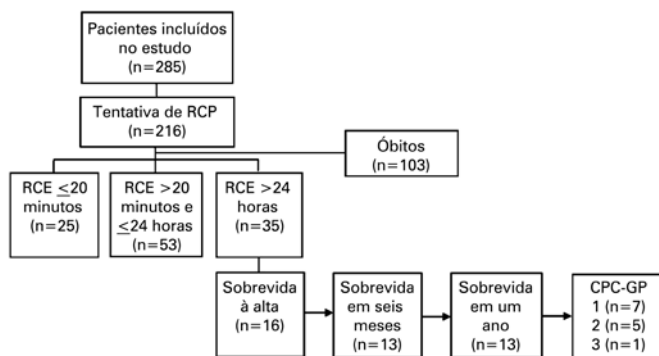 Pacientes incluídos
no estudo
(n=285)
Tentativa de RCP
(n=216)
Óbitos
(n=103)
RCE ≤20
minutos
(n=25)
RCE >20
minutos e
≤24 horas
(n=53)
RCE >24
horas
(n=35)
Sobrevida
à alta
(n=16)
Sobrevida
em seis
meses
(n=13)
Sobrevida
em um
ano
(n=13)
CPC-GP
1 (n=7)
2 (n=5)
3 (n=1)